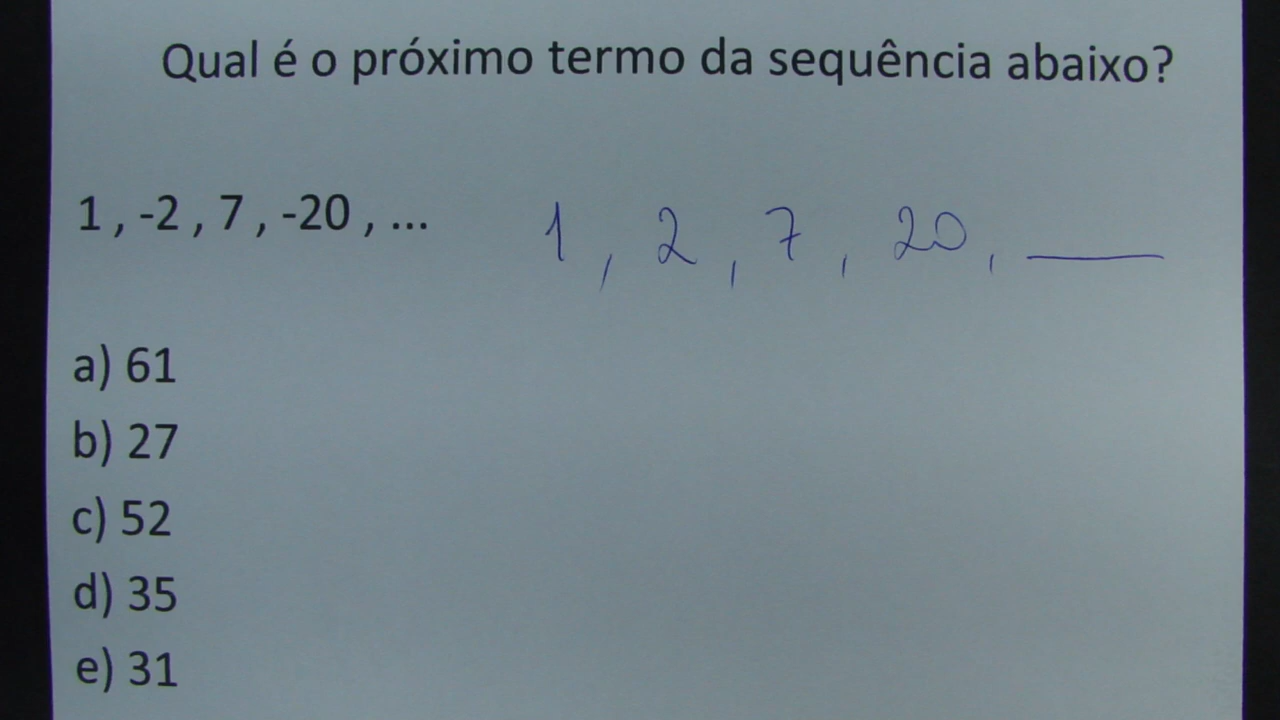 Qual é o próximo termo da sequência abaixo?
1 , -2 , 7 , -20 , ...
1 , 2 , 7 , 20 , ____
a) 61
b) 27
c) 52
d) 35
e) 31